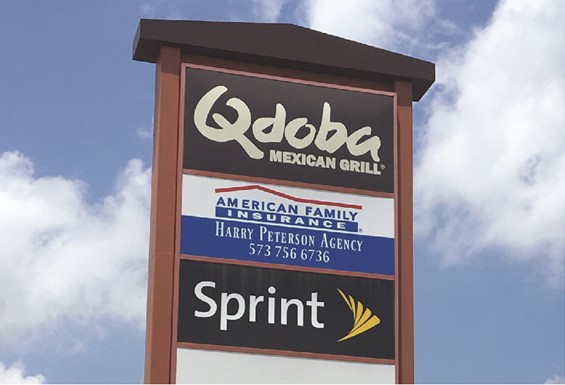 Qdoba
MEXICAN GRILL®
AMERICAN FAMILY
INSURANCE®
HARRY PETERSON AGENCY
573 756 6736
Sprint